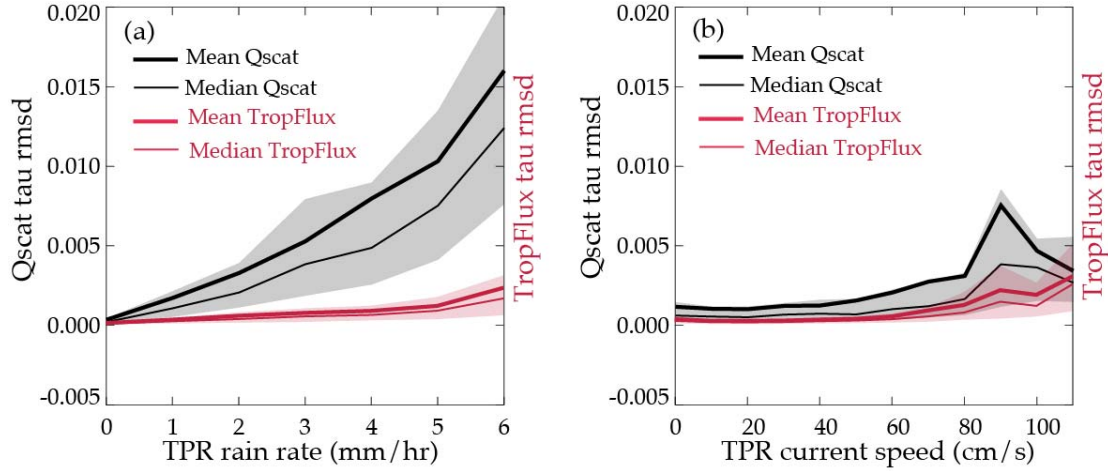 (a)
Mean Qscat
Median Qscat
Mean TropFlux
Median TropFlux
0.020
0.015
0.010
0.005
0.000
-0.005
Qscat tau rmsd
TropFlux tau rmsd
0 1 2 3 4 5 6
TPR rain rate (mm/hr)
(b)
Mean Qscat
Median Qscat
Mean TropFlux
Median TropFlux
0.020
0.015
0.010
0.005
0.000
-0.005
Qscat tau rmsd
TropFlux tau rmsd
0 20 40 60 80 100
TPR current speed (cm/s)